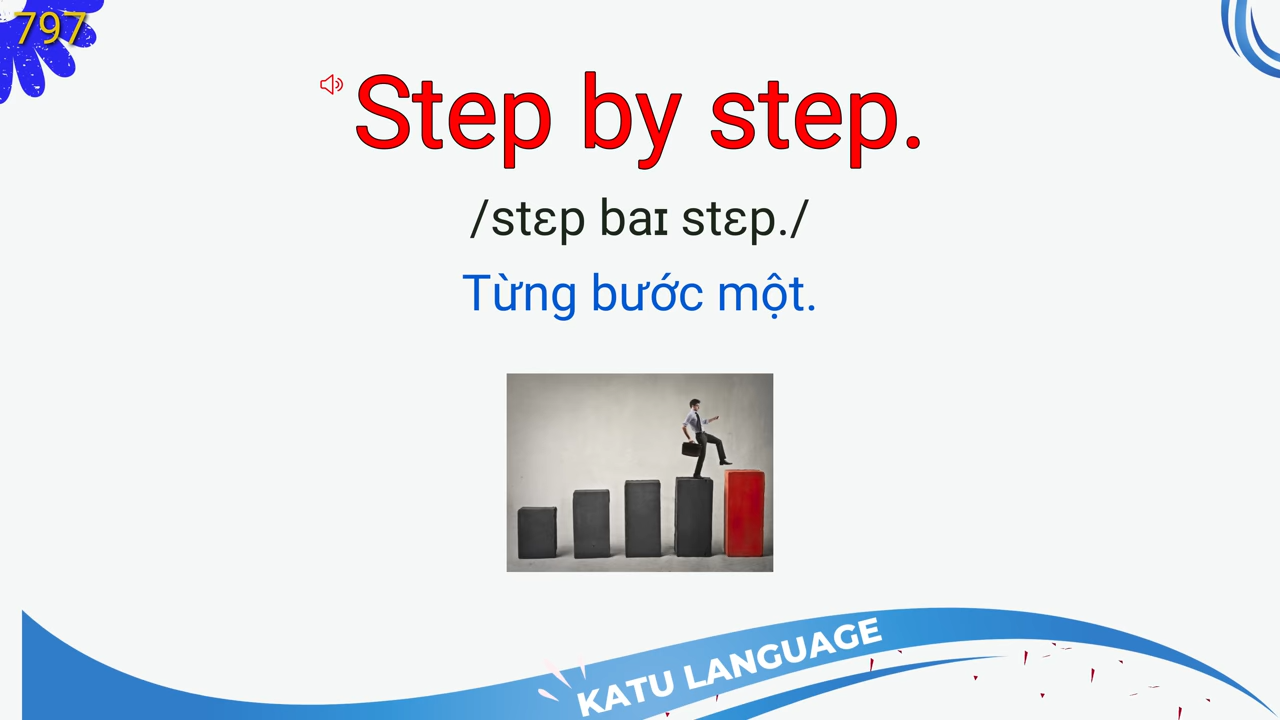 797
Step by step.
/stɛp baɪ stɛp./
Từng bước một.
KATU LANGUAGE